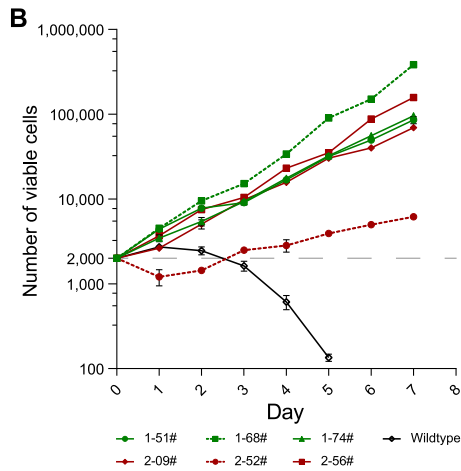 B
1,000,000
100,000
10,000
2,000
1,000
100
Number of viable cells
0 1 2 3 4 5 6 7 8
Day
1-51# 1-68# 1-74# Wildtype
2-09# 2-52# 2-56#